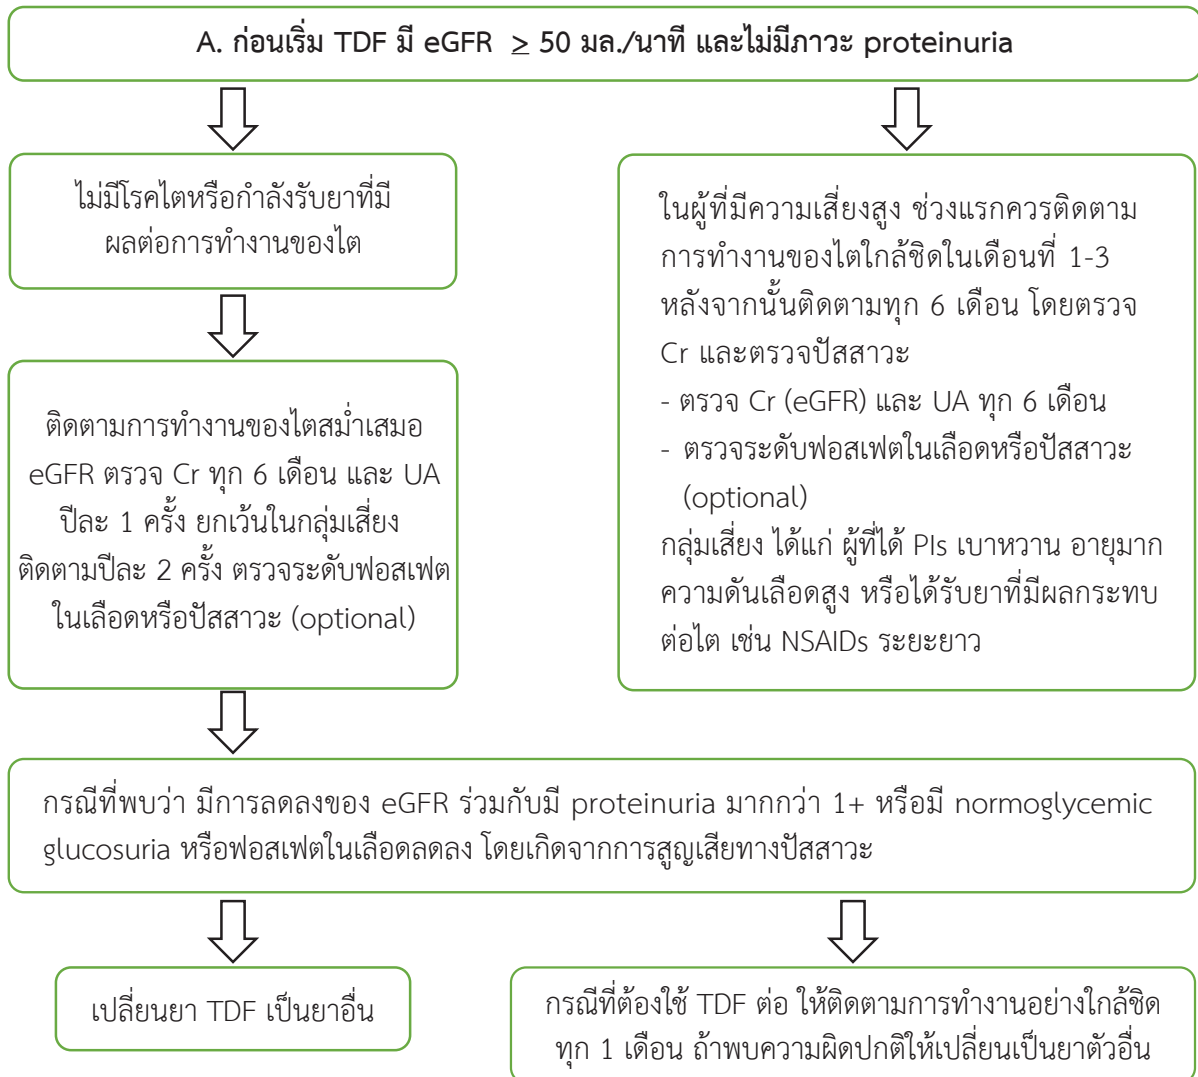 A. ก่อนเริ่ม TDF มี eGFR ≥ 50 มล./นาที และไม่มีภาวะ proteinuria
ไม่มีโรคไตหรือกำลังรับยาที่มี
ผลต่อการทำงานของไต
ติดตามการทำงานของไตสม่ำเสมอ
eGFR ตรวจ Cr ทุก 6 เดือน และ UA
ปีละ 1 ครั้ง ยกเว้นในกลุ่มเสี่ยง
ติดตามปีละ 2 ครั้ง ตรวจระดับฟอสเฟต
ในเลือดหรือปัสสาวะ (optional)
ในผู้ที่มีความเสี่ยงสูง ช่วงแรกควรติดตาม
การทำงานของไตใกล้ชิดในเดือนที่ 1-3
หลังจากนั้นติดตามทุก 6 เดือน โดยตรวจ
Cr และตรวจปัสสาวะ
- ตรวจ Cr (eGFR) และ UA ทุก 6 เดือน
- ตรวจระดับฟอสเฟตในเลือดหรือปัสสาวะ
(optional)
กลุ่มเสี่ยง ได้แก่ ผู้ที่ได้ PIs เบาหวาน อายุมาก
ความดันเลือดสูง หรือได้รับยาที่มีผลกระทบ
ต่อไต เช่น NSAIDs ระยะยาว
กรณีที่พบว่า มีการลดลงของ eGFR ร่วมกับมี proteinuria มากกว่า 1+ หรือมี normoglycemic
glucosuria หรือฟอสเฟตในเลือดลดลง โดยเกิดจากการสูญเสียทางปัสสาวะ
เปลี่ยนยา TDF เป็นยาอื่น
กรณีที่ต้องใช้ TDF ต่อ ให้ติดตามการทำงานอย่างใกล้ชิด
ทุก 1 เดือน ถ้าพบความผิดปกติให้เปลี่ยนเป็นยาตัวอื่น